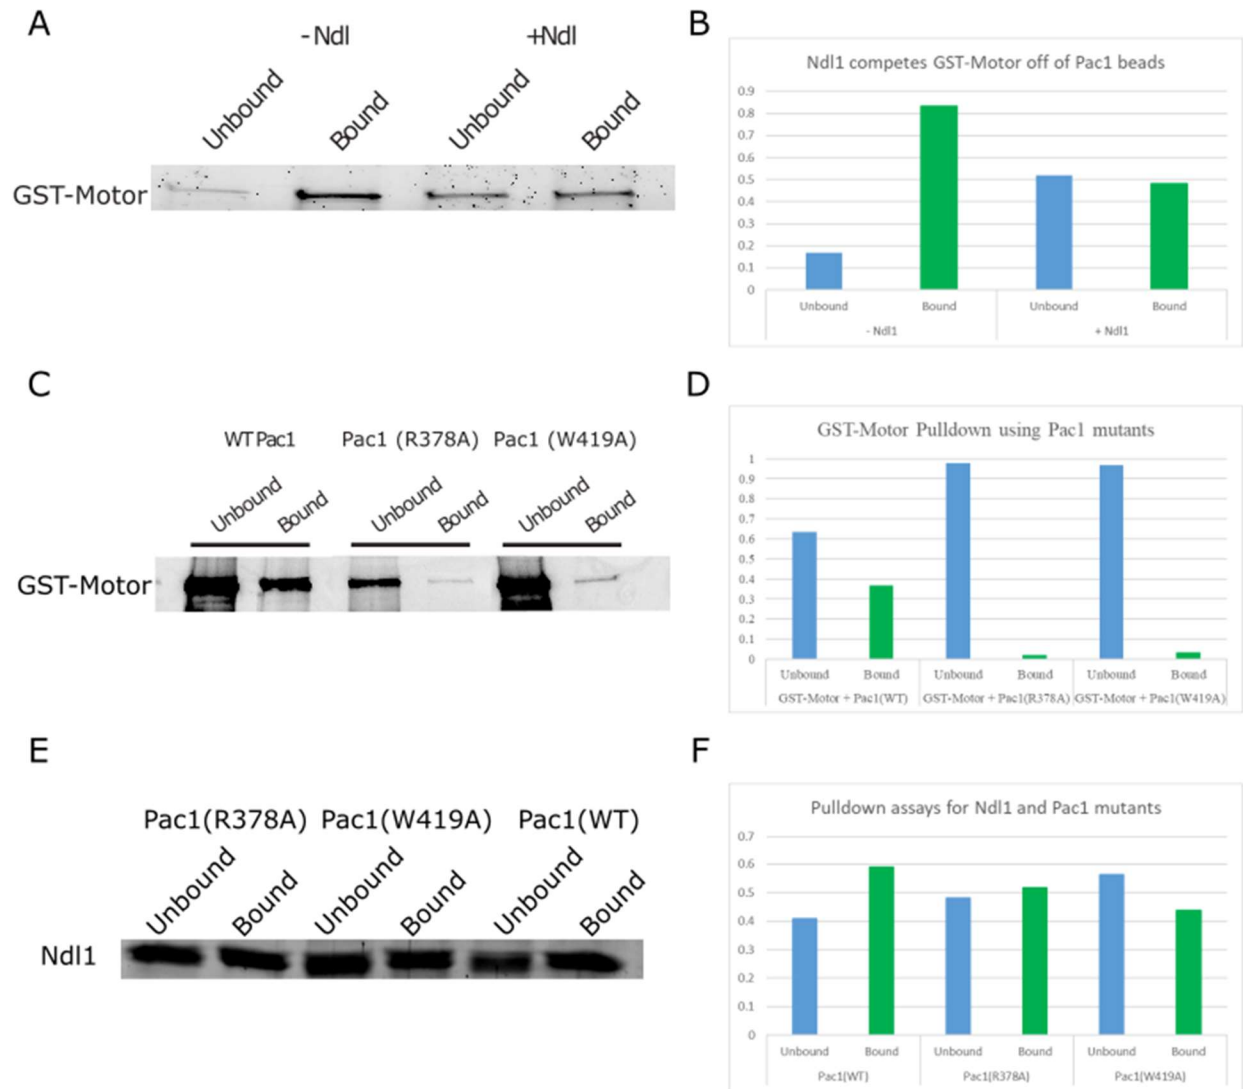 A
- Ndl
+Ndl
Unbound
Bound
Unbound
Bound
GST-Motor
B
Ndl1 competes GST-Motor off of Pac1 beads
0.9
0.8
0.7
0.6
0.5
0.4
0.3
0.2
0.1
0
Unbound Bound Unbound Bound
- Ndl1 + Ndl1
C
WT Pac1 Pac1 (R378A) Pac1 (W419A)
Unbound
Bound
Unbound
Bound
Unbound
Bound
GST-Motor
D
GST-Motor Pulldown using Pac1 mutants
1
0.9
0.8
0.7
0.6
0.5
0.4
0.3
0.2
0.1
0
Unbound Bound Unbound Bound Unbound Bound
GST-Motor + Pac1(WT) GST-Motor + Pac1(R378A) GST-Motor + Pac1(W419A)
E
Pac1(R378A) Pac1(W419A) Pac1(WT)
Unbound
Bound
Unbound
Bound
Unbound
Bound
Ndl1
F
Pulldown assays for Ndl1 and Pac1 mutants
0.7
0.6
0.5
0.4
0.3
0.2
0.1
0
Unbound Bound Unbound Bound Unbound Bound
Pac1(WT) Pac1(R378A) Pac1(W419A)